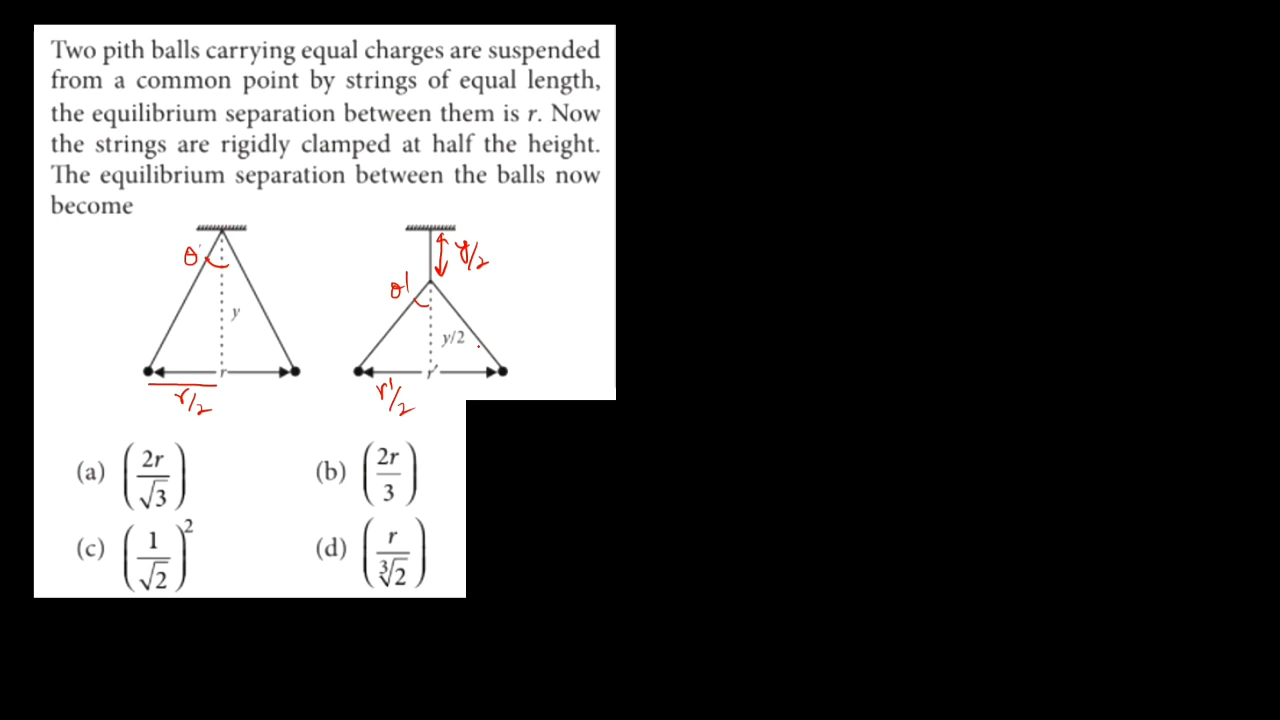 Two pith balls carrying equal charges are suspended
from a common point by strings of equal length,
the equilibrium separation between them is r. Now
the strings are rigidly clamped at half the height.
The equilibrium separation between the balls now
become
θ
y
r
r/2
y/2
θ'
y/2
r'
r'/2
(a) (2r/√3)
(b) (2r/3)
(c) (1/√2)²
(d) (r/∛2)